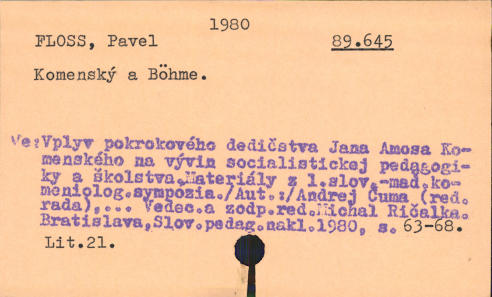 1980
FLOSS, Pavel 89.645
Komenský a Böhme.
Ve:Vplyv pokrokového dedičstva Jana Amosa Ko-
menského na vývin socialistickej pedagogi-
ky a školstva.Materiály z 1.slov.-mad.ko-
meniolog.sympózia./Aut.:/Andrej Čuma (red.
rada),... Vedec.a zodp.red.Michal Ričalka.
Bratislava,Slov.pedag.nakl.1980, s. 63-68.
Lit.21.